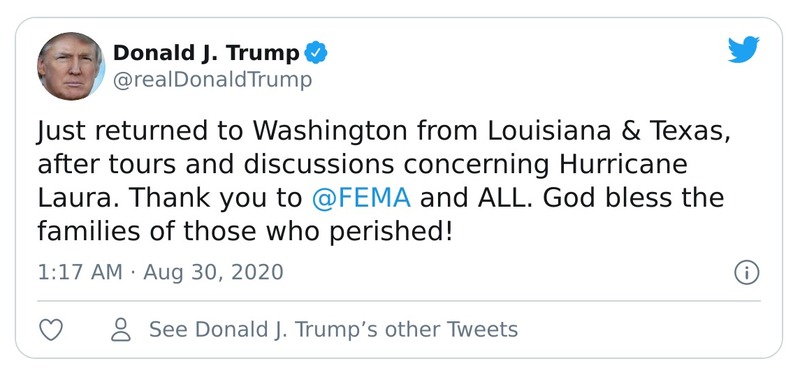 Donald J. Trump
@realDonaldTrump
Just returned to Washington from Louisiana & Texas,
after tours and discussions concerning Hurricane
Laura. Thank you to @FEMA and ALL. God bless the
families of those who perished!
1:17 AM · Aug 30, 2020
See Donald J. Trump’s other Tweets